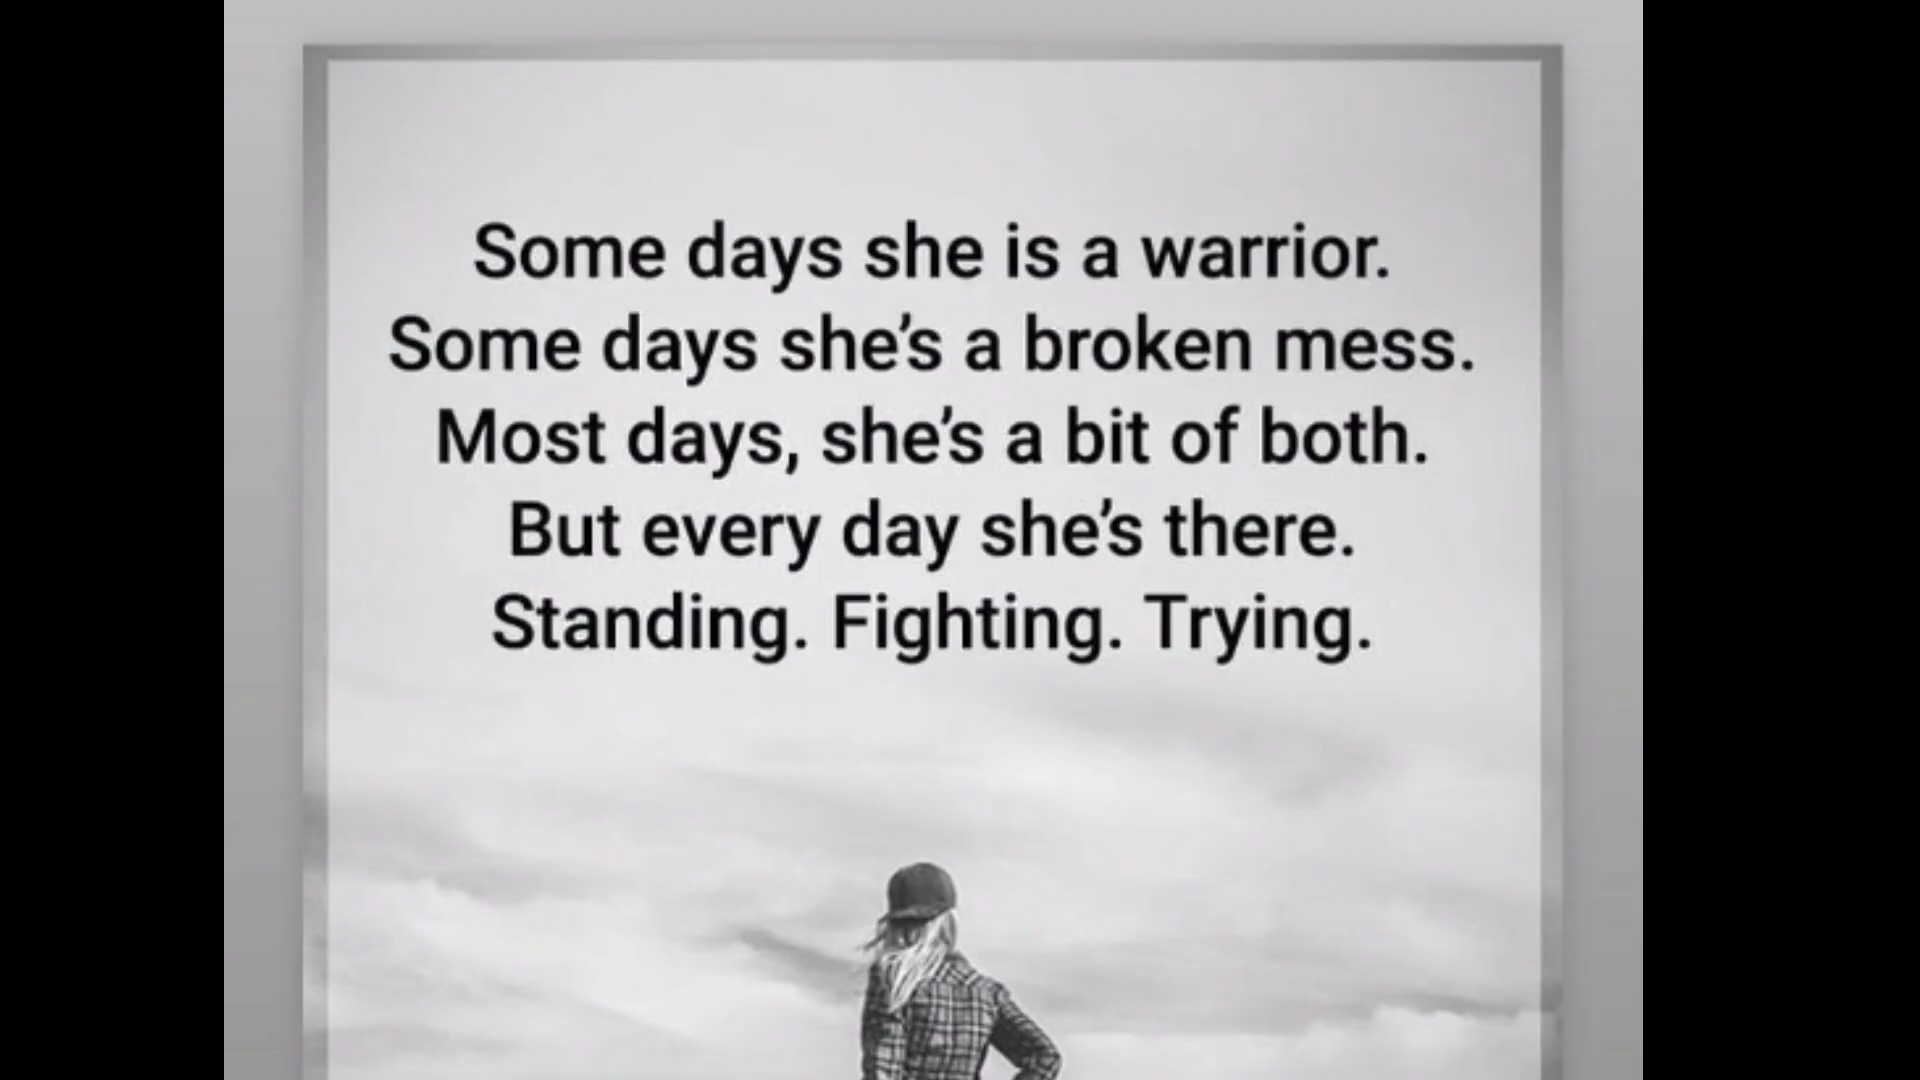 Some days she is a warrior.
Some days she’s a broken mess.
Most days, she’s a bit of both.
But every day she’s there.
Standing. Fighting. Trying.